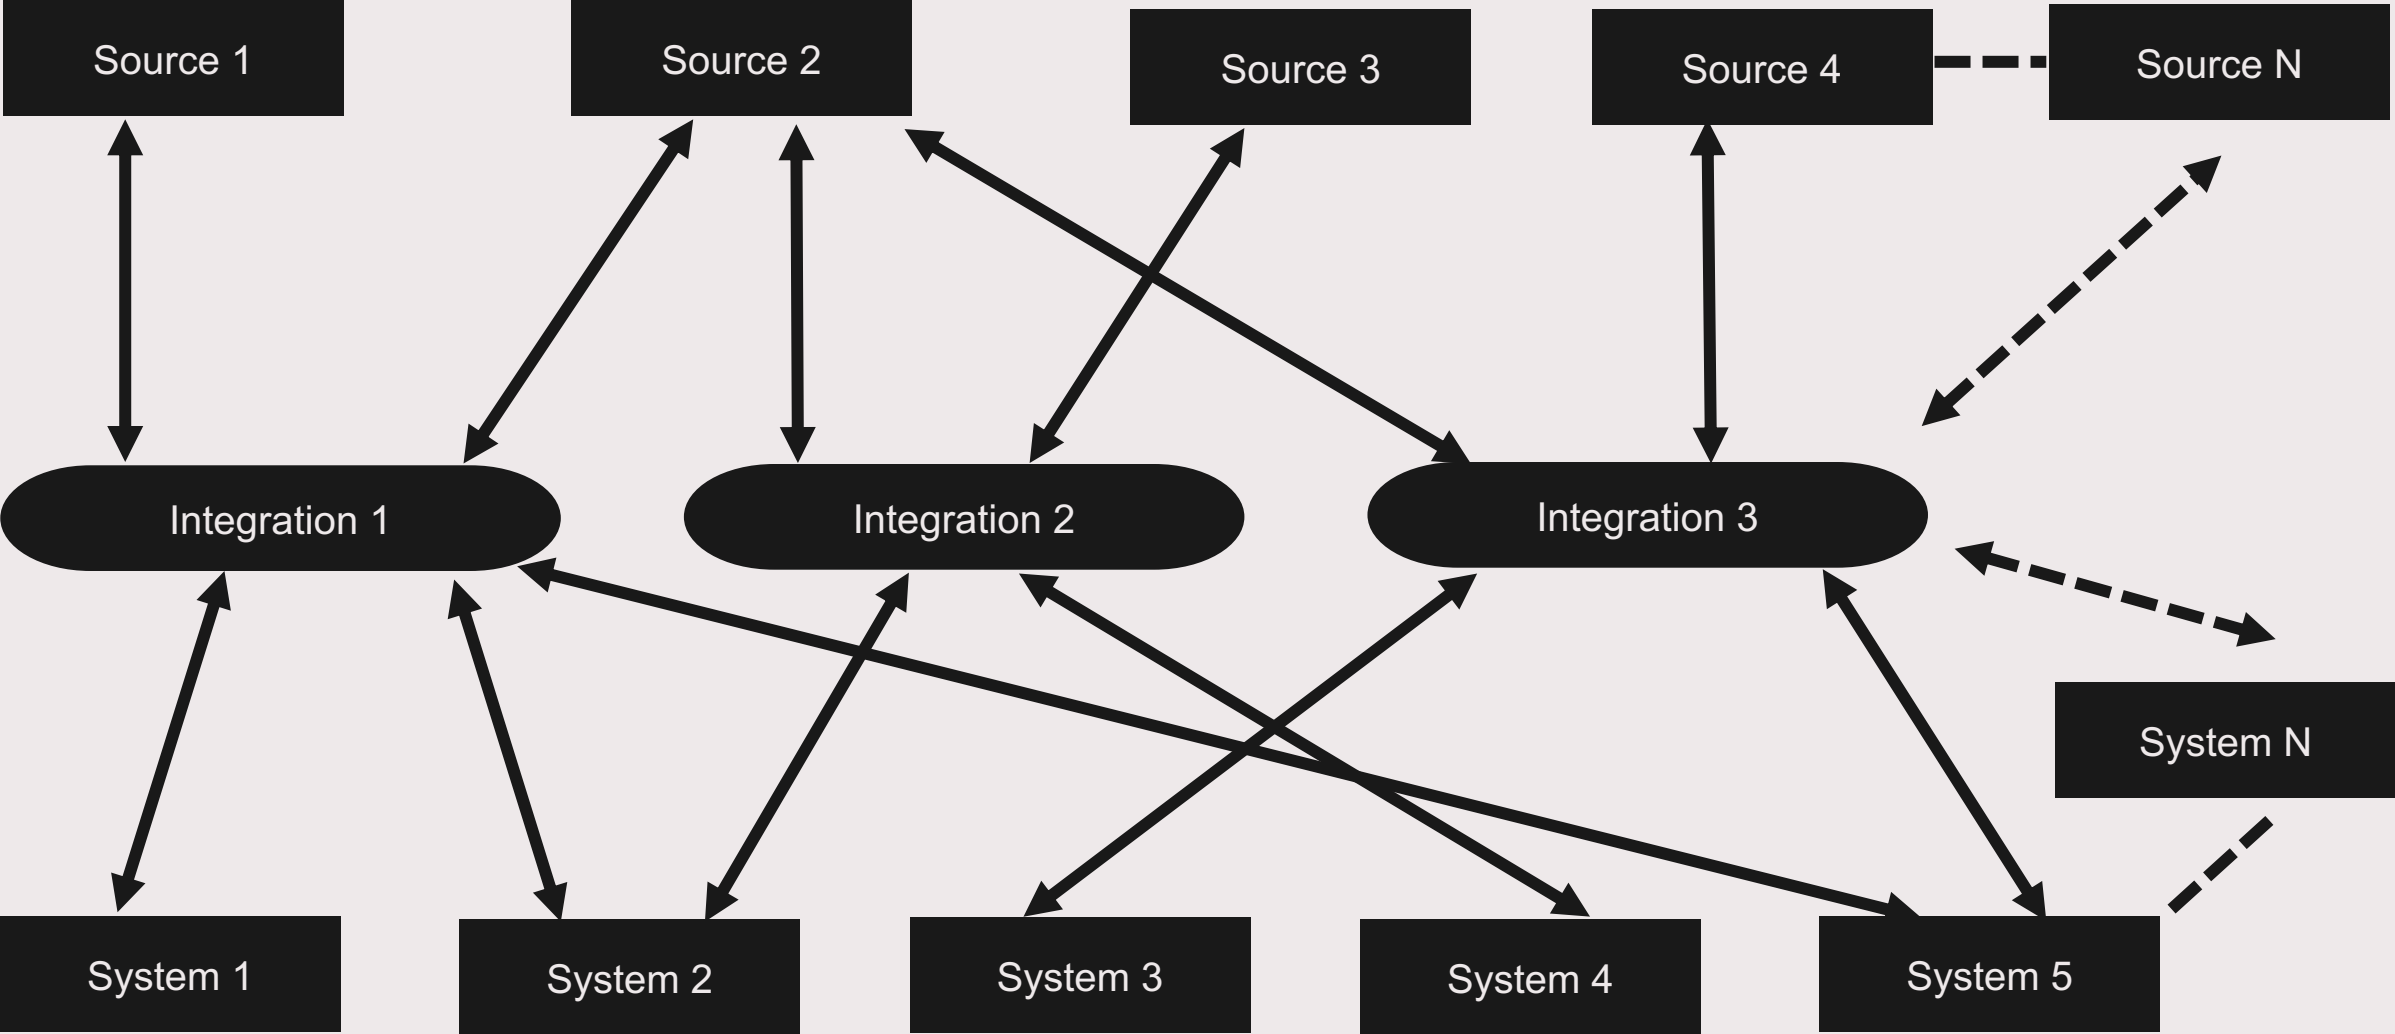 Source 1
Source 2
Source 3
Source 4
Source N
Integration 1
Integration 2
Integration 3
System N
System 1
System 2
System 3
System 4
System 5